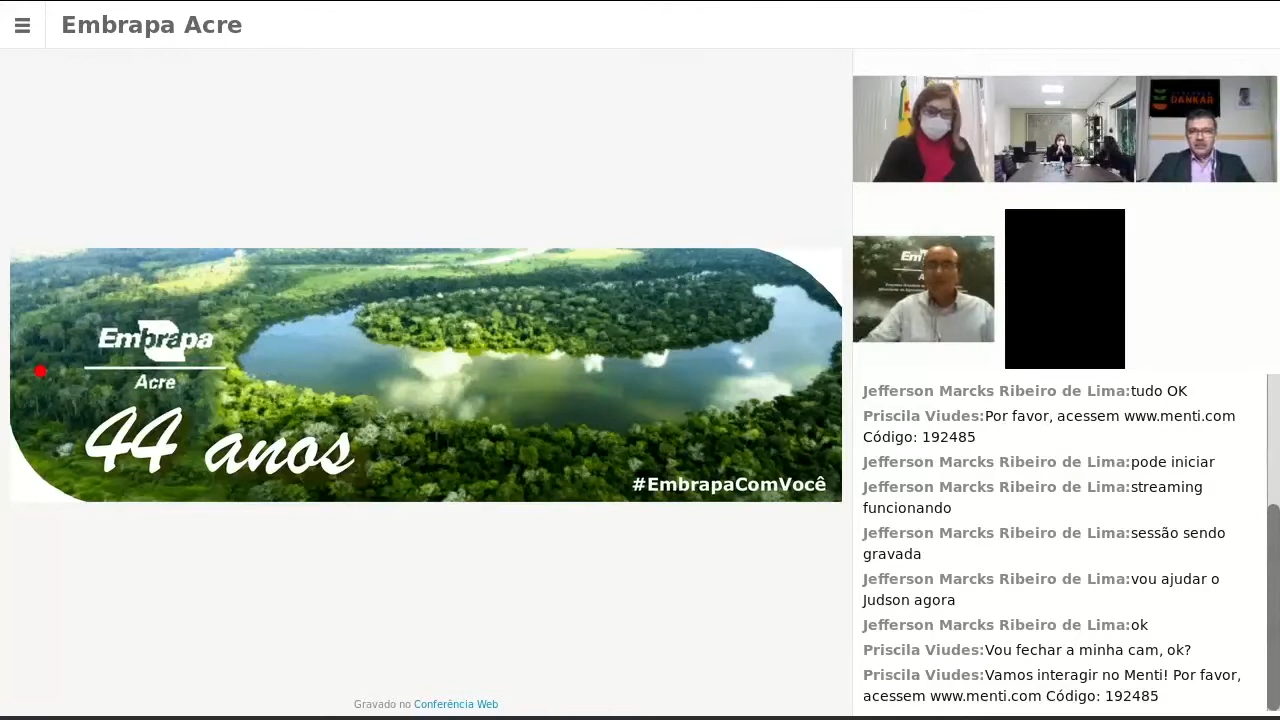 Embrapa Acre
DANKAR
Embrapa
Acre
44 anos
#EmbrapaComVocê
Jefferson Marcks Ribeiro de Lima:tudo OK
Priscila Viudes:Por favor, acessem www.menti.com
Código: 192485
Jefferson Marcks Ribeiro de Lima:pode iniciar
Jefferson Marcks Ribeiro de Lima:streaming
funcionando
Jefferson Marcks Ribeiro de Lima:sessão sendo
gravada
Jefferson Marcks Ribeiro de Lima:vou ajudar o
Judson agora
Jefferson Marcks Ribeiro de Lima:ok
Priscila Viudes:Vou fechar a minha cam, ok?
Priscila Viudes:Vamos interagir no Menti! Por favor,
acessem www.menti.com Código: 192485
Gravado no Conferência Web